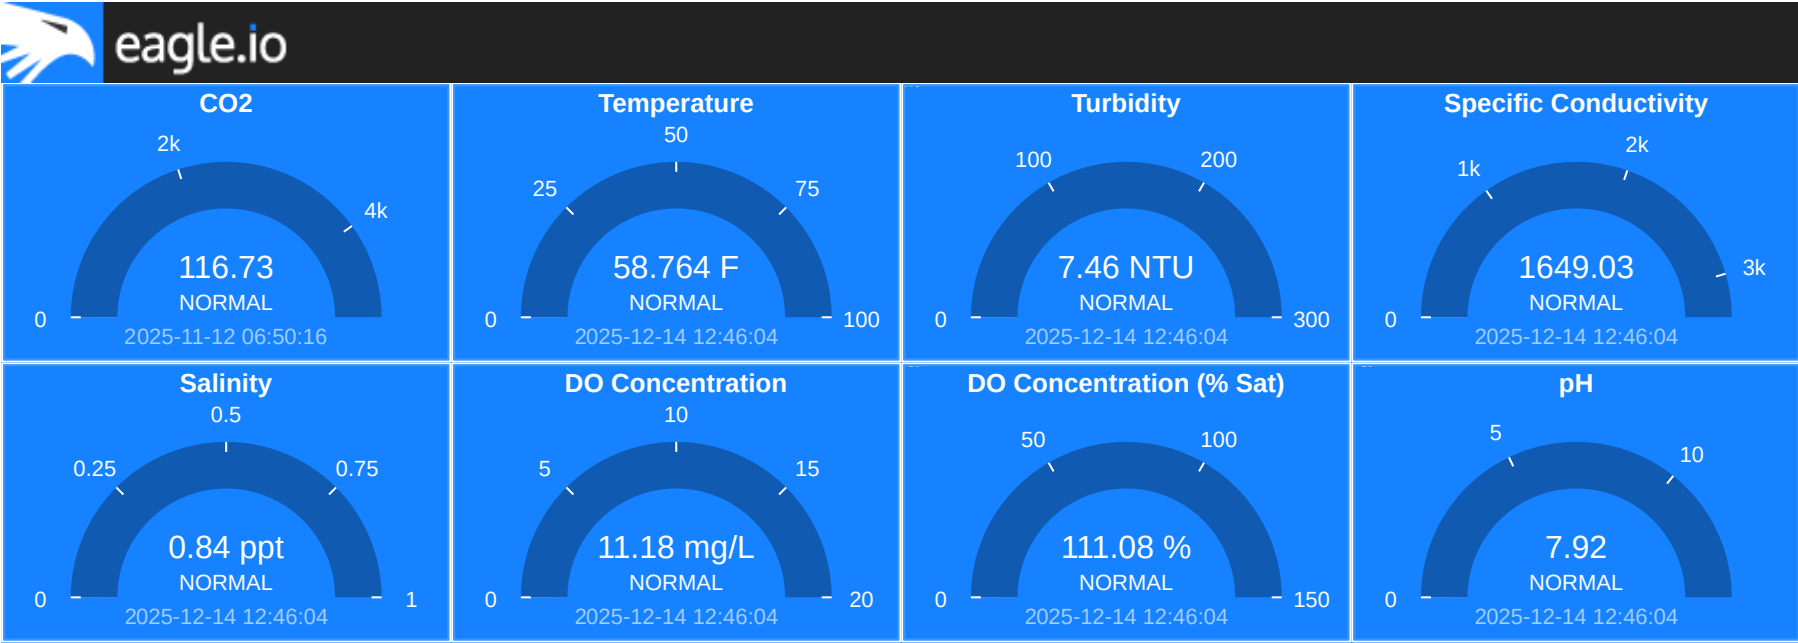 eagle.io
CO2
2k
4k
0
116.73
NORMAL
2025-11-12 06:50:16
Temperature
50
25
75
0
100
58.764 F
NORMAL
2025-12-14 12:46:04
Turbidity
100
200
0
300
7.46 NTU
NORMAL
2025-12-14 12:46:04
Specific Conductivity
2k
1k
3k
0
1649.03
NORMAL
2025-12-14 12:46:04
Salinity
0.5
0.25
0.75
0
1
0.84 ppt
NORMAL
2025-12-14 12:46:04
DO Concentration
10
5
15
0
20
11.18 mg/L
NORMAL
2025-12-14 12:46:04
DO Concentration (% Sat)
50
100
0
150
111.08 %
NORMAL
2025-12-14 12:46:04
pH
5
10
0
7.92
NORMAL
2025-12-14 12:46:04